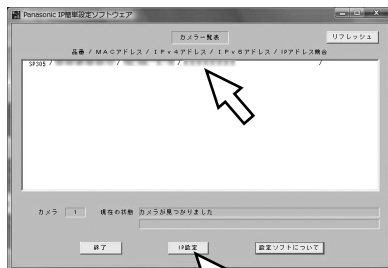 Panasonic IP簡単設定ソフトウェア
カメラ一覧表
リフレッシュ
品番 / MACアドレス / IPv4アドレス / IPv6アドレス / IPアドレス競合
SP305 / / / /
カメラ 1 現在の状態 カメラが見つかりました
終了 IP設定 設定ソフトについて